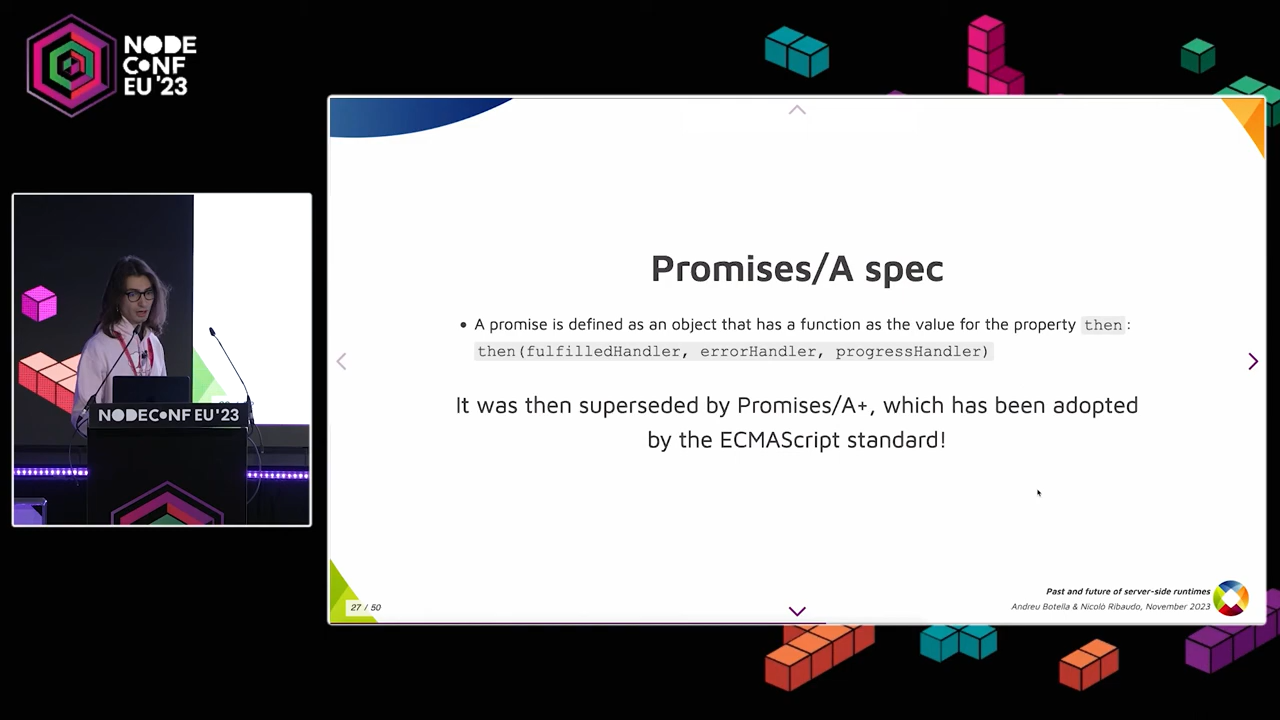 NODE
CONF
EU '23
Promises/A spec
• A promise is defined as an object that has a function as the value for the property then:
then(fulfilledHandler, errorHandler, progressHandler)
It was then superseded by Promises/A+, which has been adopted
by the ECMAScript standard!
NODECONF EU'23
27 / 50
Past and future of server-side runtimes
Andreu Botella & Nicolò Ribaudo, November 2023